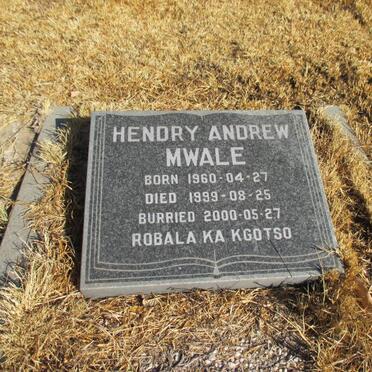 HENDRY ANDREW
MWALE
BORN 1960-04-27
DIED 1999-08-25
BURRIED 2000-05-27
ROBALA KA KGOTSO